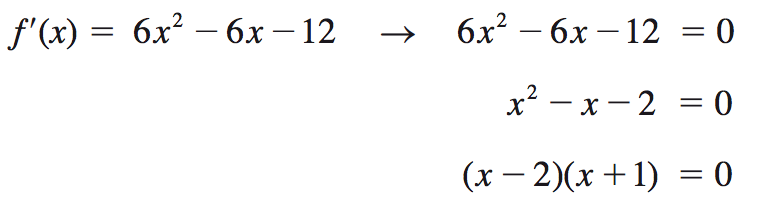 f'(x) = 6x² − 6x − 12 → 6x² − 6x − 12 = 0
x² − x − 2 = 0
(x − 2)(x + 1) = 0